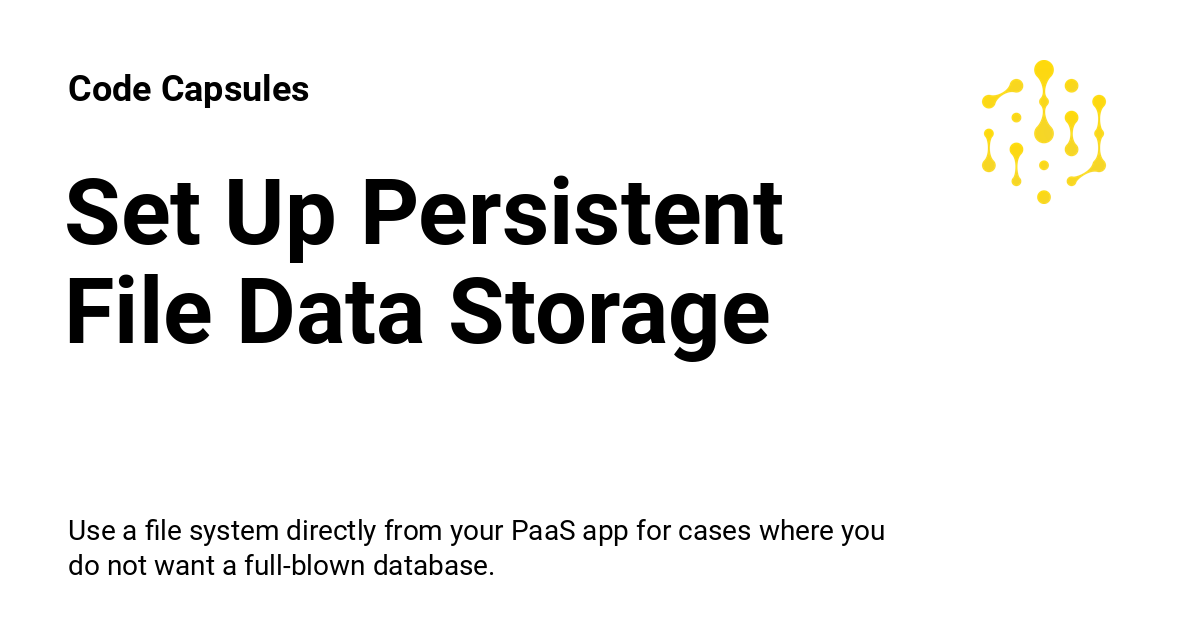 Code Capsules
Set Up Persistent
File Data Storage
Use a file system directly from your PaaS app for cases where you
do not want a full-blown database.